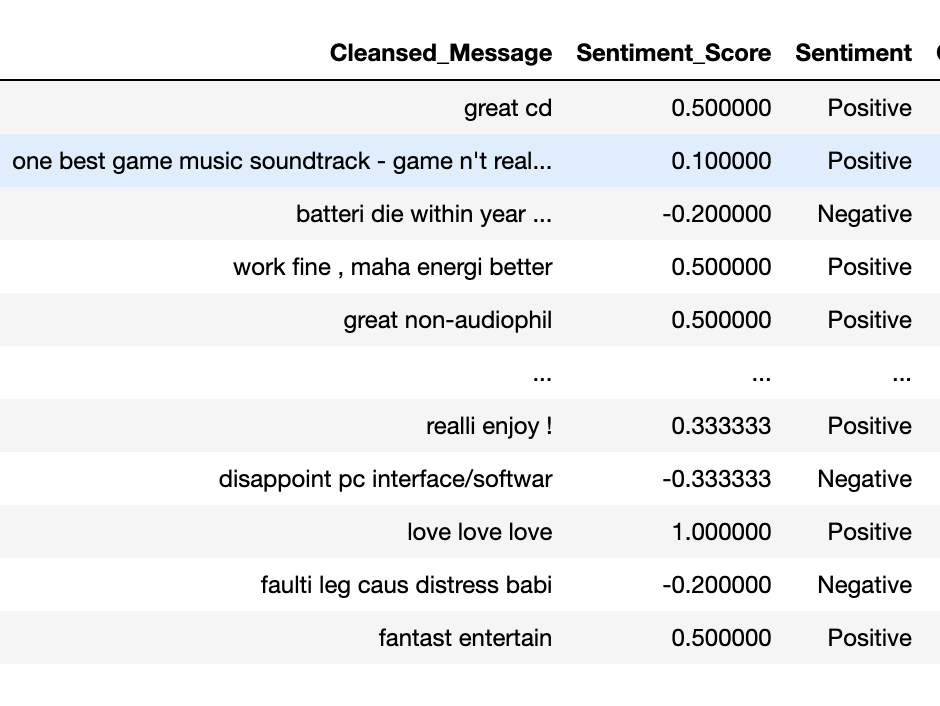 Cleansed_Message Sentiment_Score Sentiment
great cd 0.500000 Positive
one best game music soundtrack - game n't real... 0.100000 Positive
batteri die within year ... -0.200000 Negative
work fine , maha energi better 0.500000 Positive
great non-audiophil 0.500000 Positive
... ... ...
realli enjoy ! 0.333333 Positive
disappoint pc interface/softwar -0.333333 Negative
love love love 1.000000 Positive
faulti leg caus distress babi -0.200000 Negative
fantast entertain 0.500000 Positive